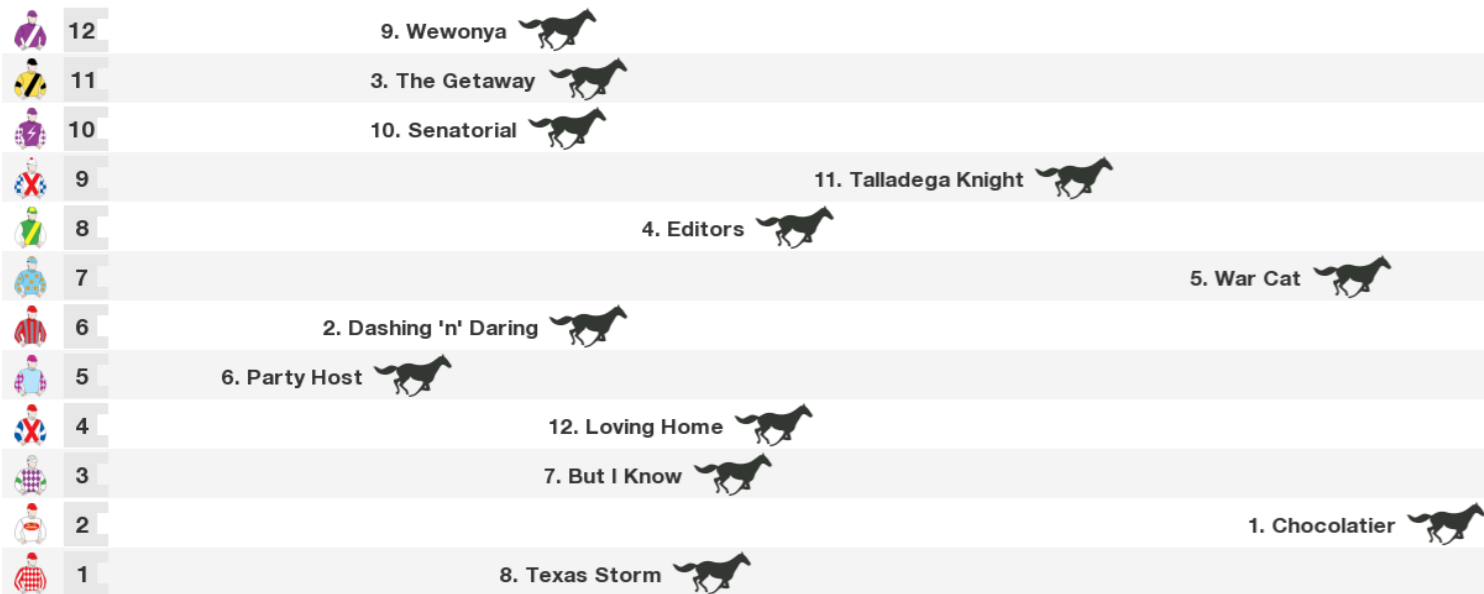 12 9. Wewonya
11 3. The Getaway
10 10. Senatorial
9 11. Talladega Knight
8 4. Editors
7 5. War Cat
6 2. Dashing 'n' Daring
5 6. Party Host
4 12. Loving Home
3 7. But I Know
2 1. Chocolatier
1 8. Texas Storm